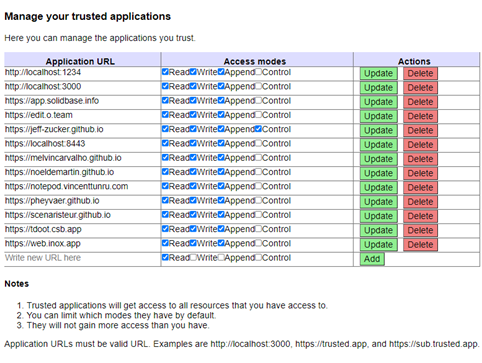 Manage your trusted applications
Here you can manage the applications you trust.
Application URL Access modes Actions
http://localhost:1234 Read Write Append Control Update Delete
http://localhost:3000 Read Write Append Control Update Delete
https://app.solidbase.info Read Write Append Control Update Delete
https://edit.o.team Read Write Append Control Update Delete
https://jeff-zucker.github.io Read Write Append Control Update Delete
https://localhost:8443 Read Write Append Control Update Delete
https://melvincarvalho.github.io Read Write Append Control Update Delete
https://noeldemartin.github.io Read Write Append Control Update Delete
https://notepod.vincenttunru.com Read Write Append Control Update Delete
https://pheyvaer.github.io Read Write Append Control Update Delete
https://scenaristeur.github.io Read Write Append Control Update Delete
https://tdoot.csb.app Read Write Append Control Update Delete
https://web.inox.app Read Write Append Control Update Delete
Write new URL here Read Write Append Control Add
Notes
1. Trusted applications will get access to all resources that you have access to.
2. You can limit which modes they have by default.
3. They will not gain more access than you have.
Application URLs must be valid URL. Examples are http://localhost:3000, https://trusted.app, and https://sub.trusted.app.